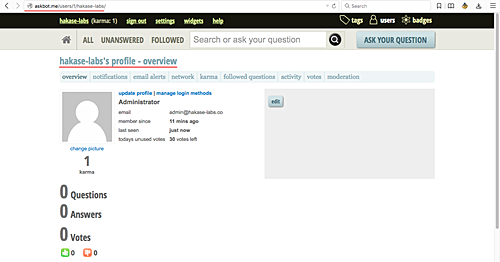 askbot.me/users/1/hakase-labs/
Search
hakase-labs (karma: 1) sign out settings widgets help
tags users badges
ALL UNANSWERED FOLLOWED
Search or ask your question
ASK YOUR QUESTION
hakase-labs's profile - overview
overview notifications email alerts network karma followed questions activity votes moderation
update profile | manage login methods
Administrator
email admin@hakase-labs.co
member since 11 mins ago
last seen just now
todays unused votes 30 votes left
change picture
1
karma
edit
0 Questions
0 Answers
0 Votes
0 0